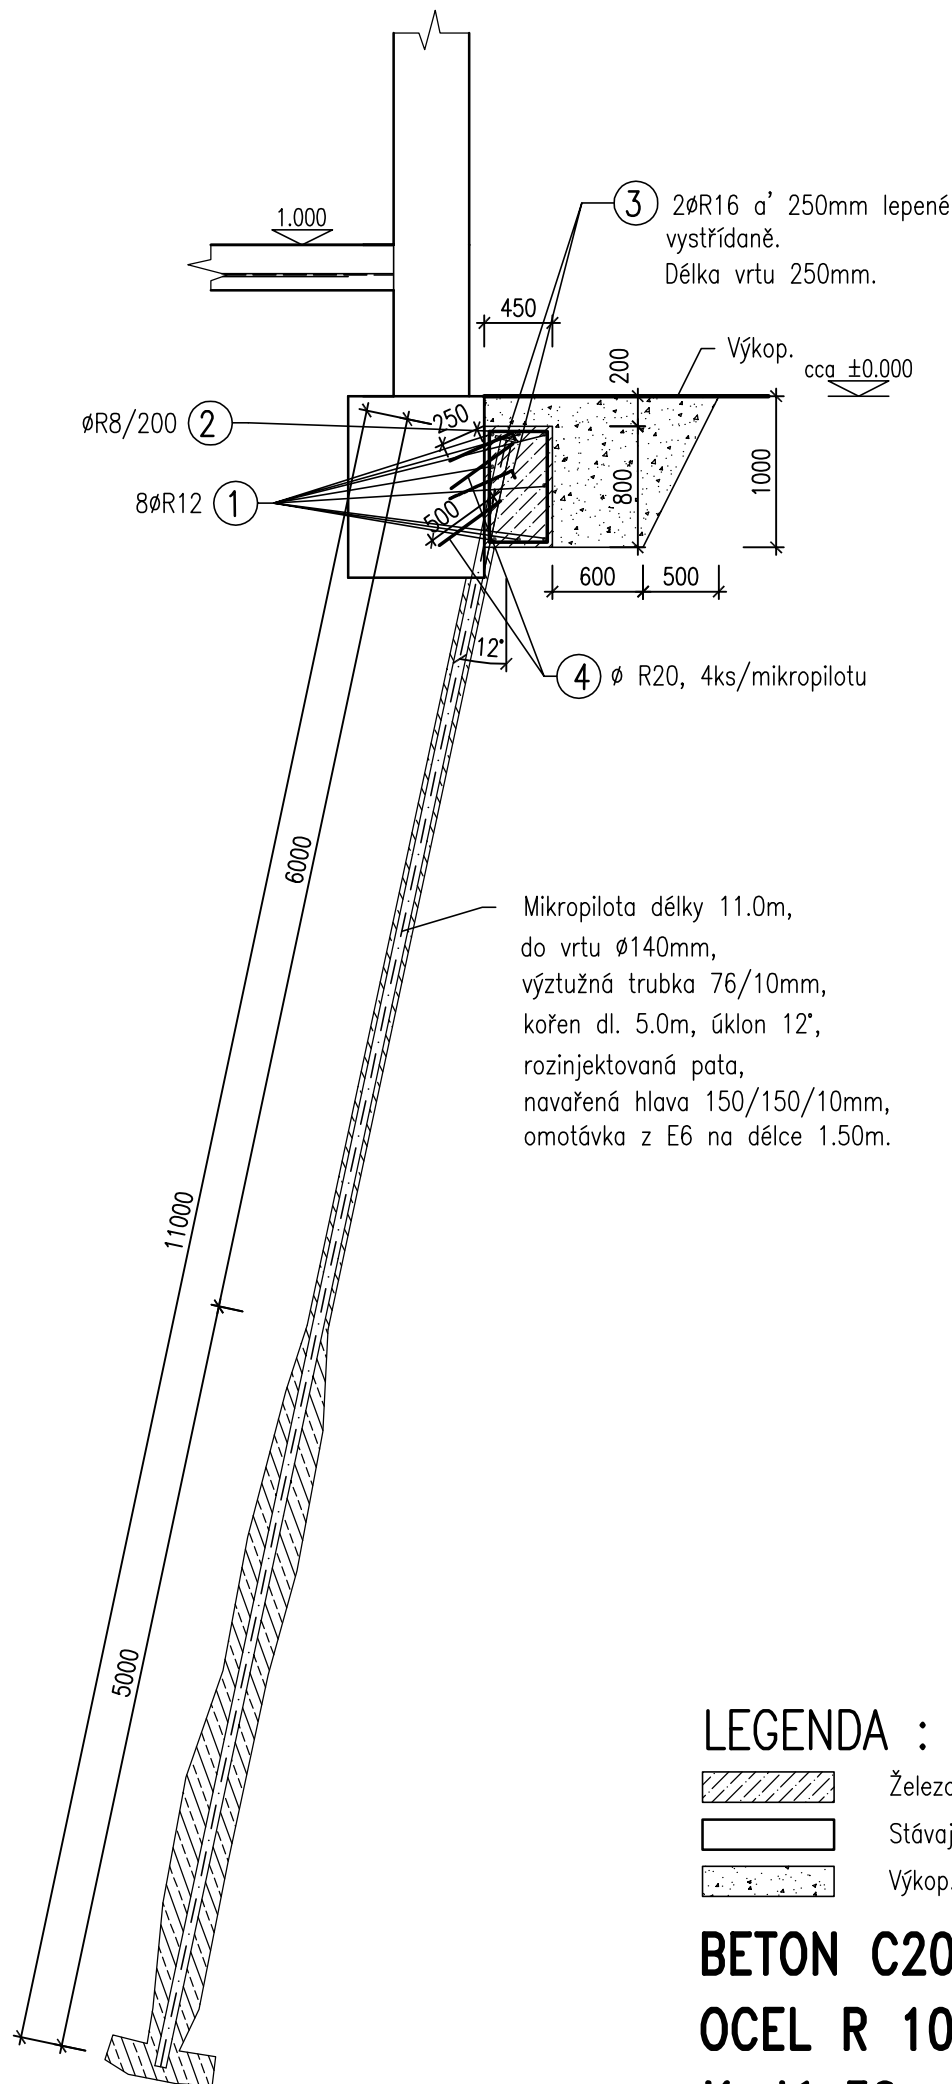 1.000
3 2øR16 a' 250mm lepené
vystřídaně.
Délka vrtu 250mm.
450
200
Výkop.
cca ±0.000
øR8/200 2
250
8øR12 1
500
800
1000
600
500
12°
4 ø R20, 4ks/mikropilotu
6000
Mikropilota délky 11.0m,
do vrtu ø140mm,
výztužná trubka 76/10mm,
kořen dl. 5.0m, úklon 12°,
rozinjektovaná pata,
navařená hlava 150/150/10mm,
omotávka z E6 na délce 1.50m.
11000
5000
LEGENDA :
Výkop.
BETON C20
OCEL R 10